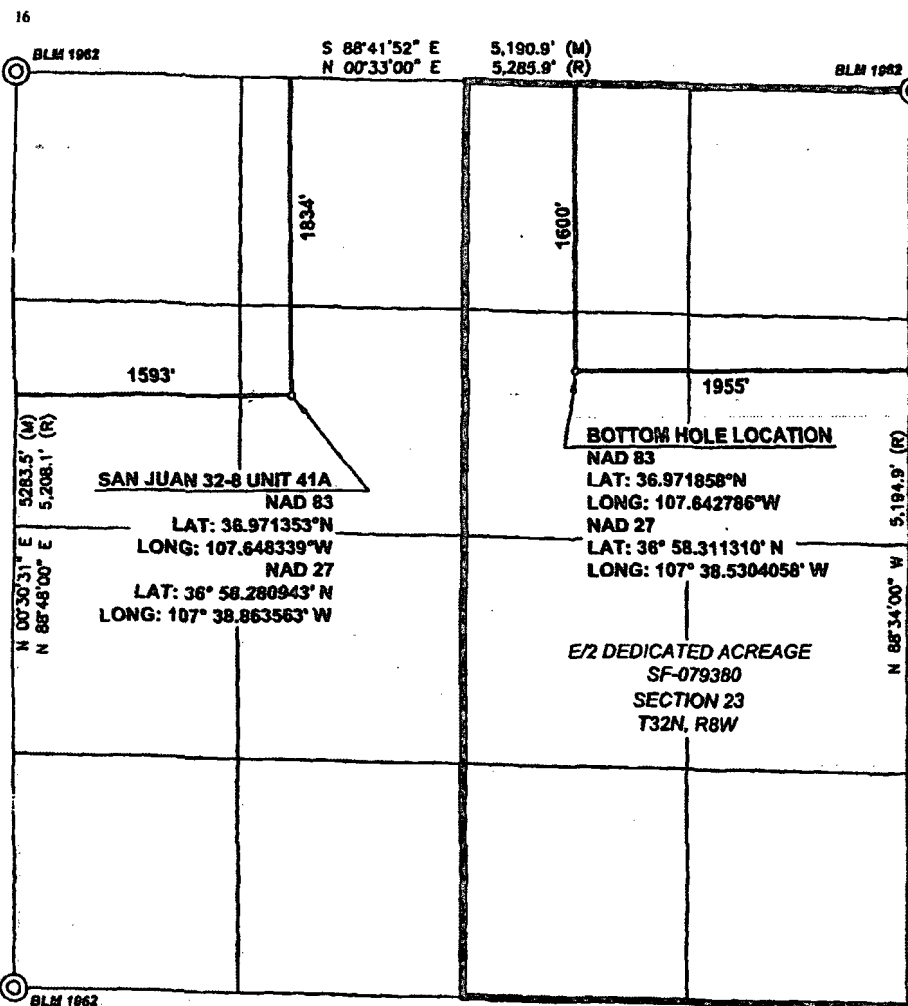 16
BLM 1962
S 88°41'52" E 5,190.9' (M)
N 00°33'00" E 5,285.9' (R)
BLM 1962
1834'
1600'
1593'
1955'
SAN JUAN 32-8 UNIT 41A
NAD 83
LAT: 36.971353°N
LONG: 107.648339°W
NAD 27
LAT: 36° 58.280943' N
LONG: 107° 38.863563' W
BOTTOM HOLE LOCATION
NAD 83
LAT: 36.971858°N
LONG: 107.642786°W
NAD 27
LAT: 36° 58.311310' N
LONG: 107° 38.5304058' W
N 00°30'31" E 5283.5' (M)
N 88°48'00" E 5,208.1' (R)
N 88°34'00" W 5,194.9' (R)
E/2 DEDICATED ACREAGE
SF-079380
SECTION 23
T32N, R8W
BLM 1962